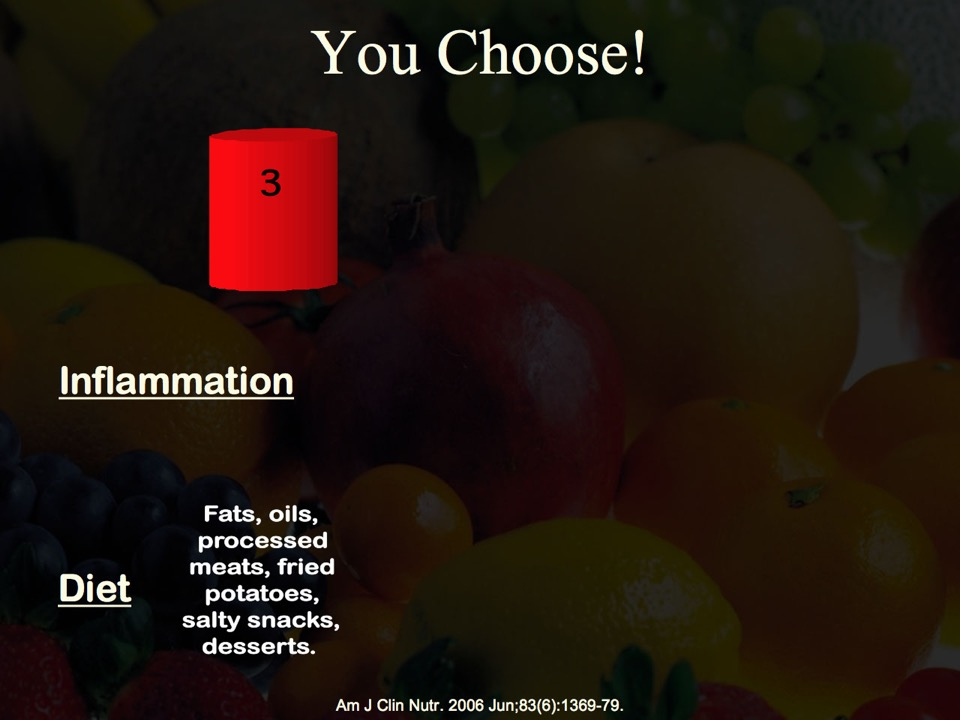 You Choose!
3
Inflammation
Fats, oils,
processed
meats, fried
potatoes,
salty snacks,
desserts.
Diet
Am J Clin Nutr. 2006 Jun;83(6):1369-79.